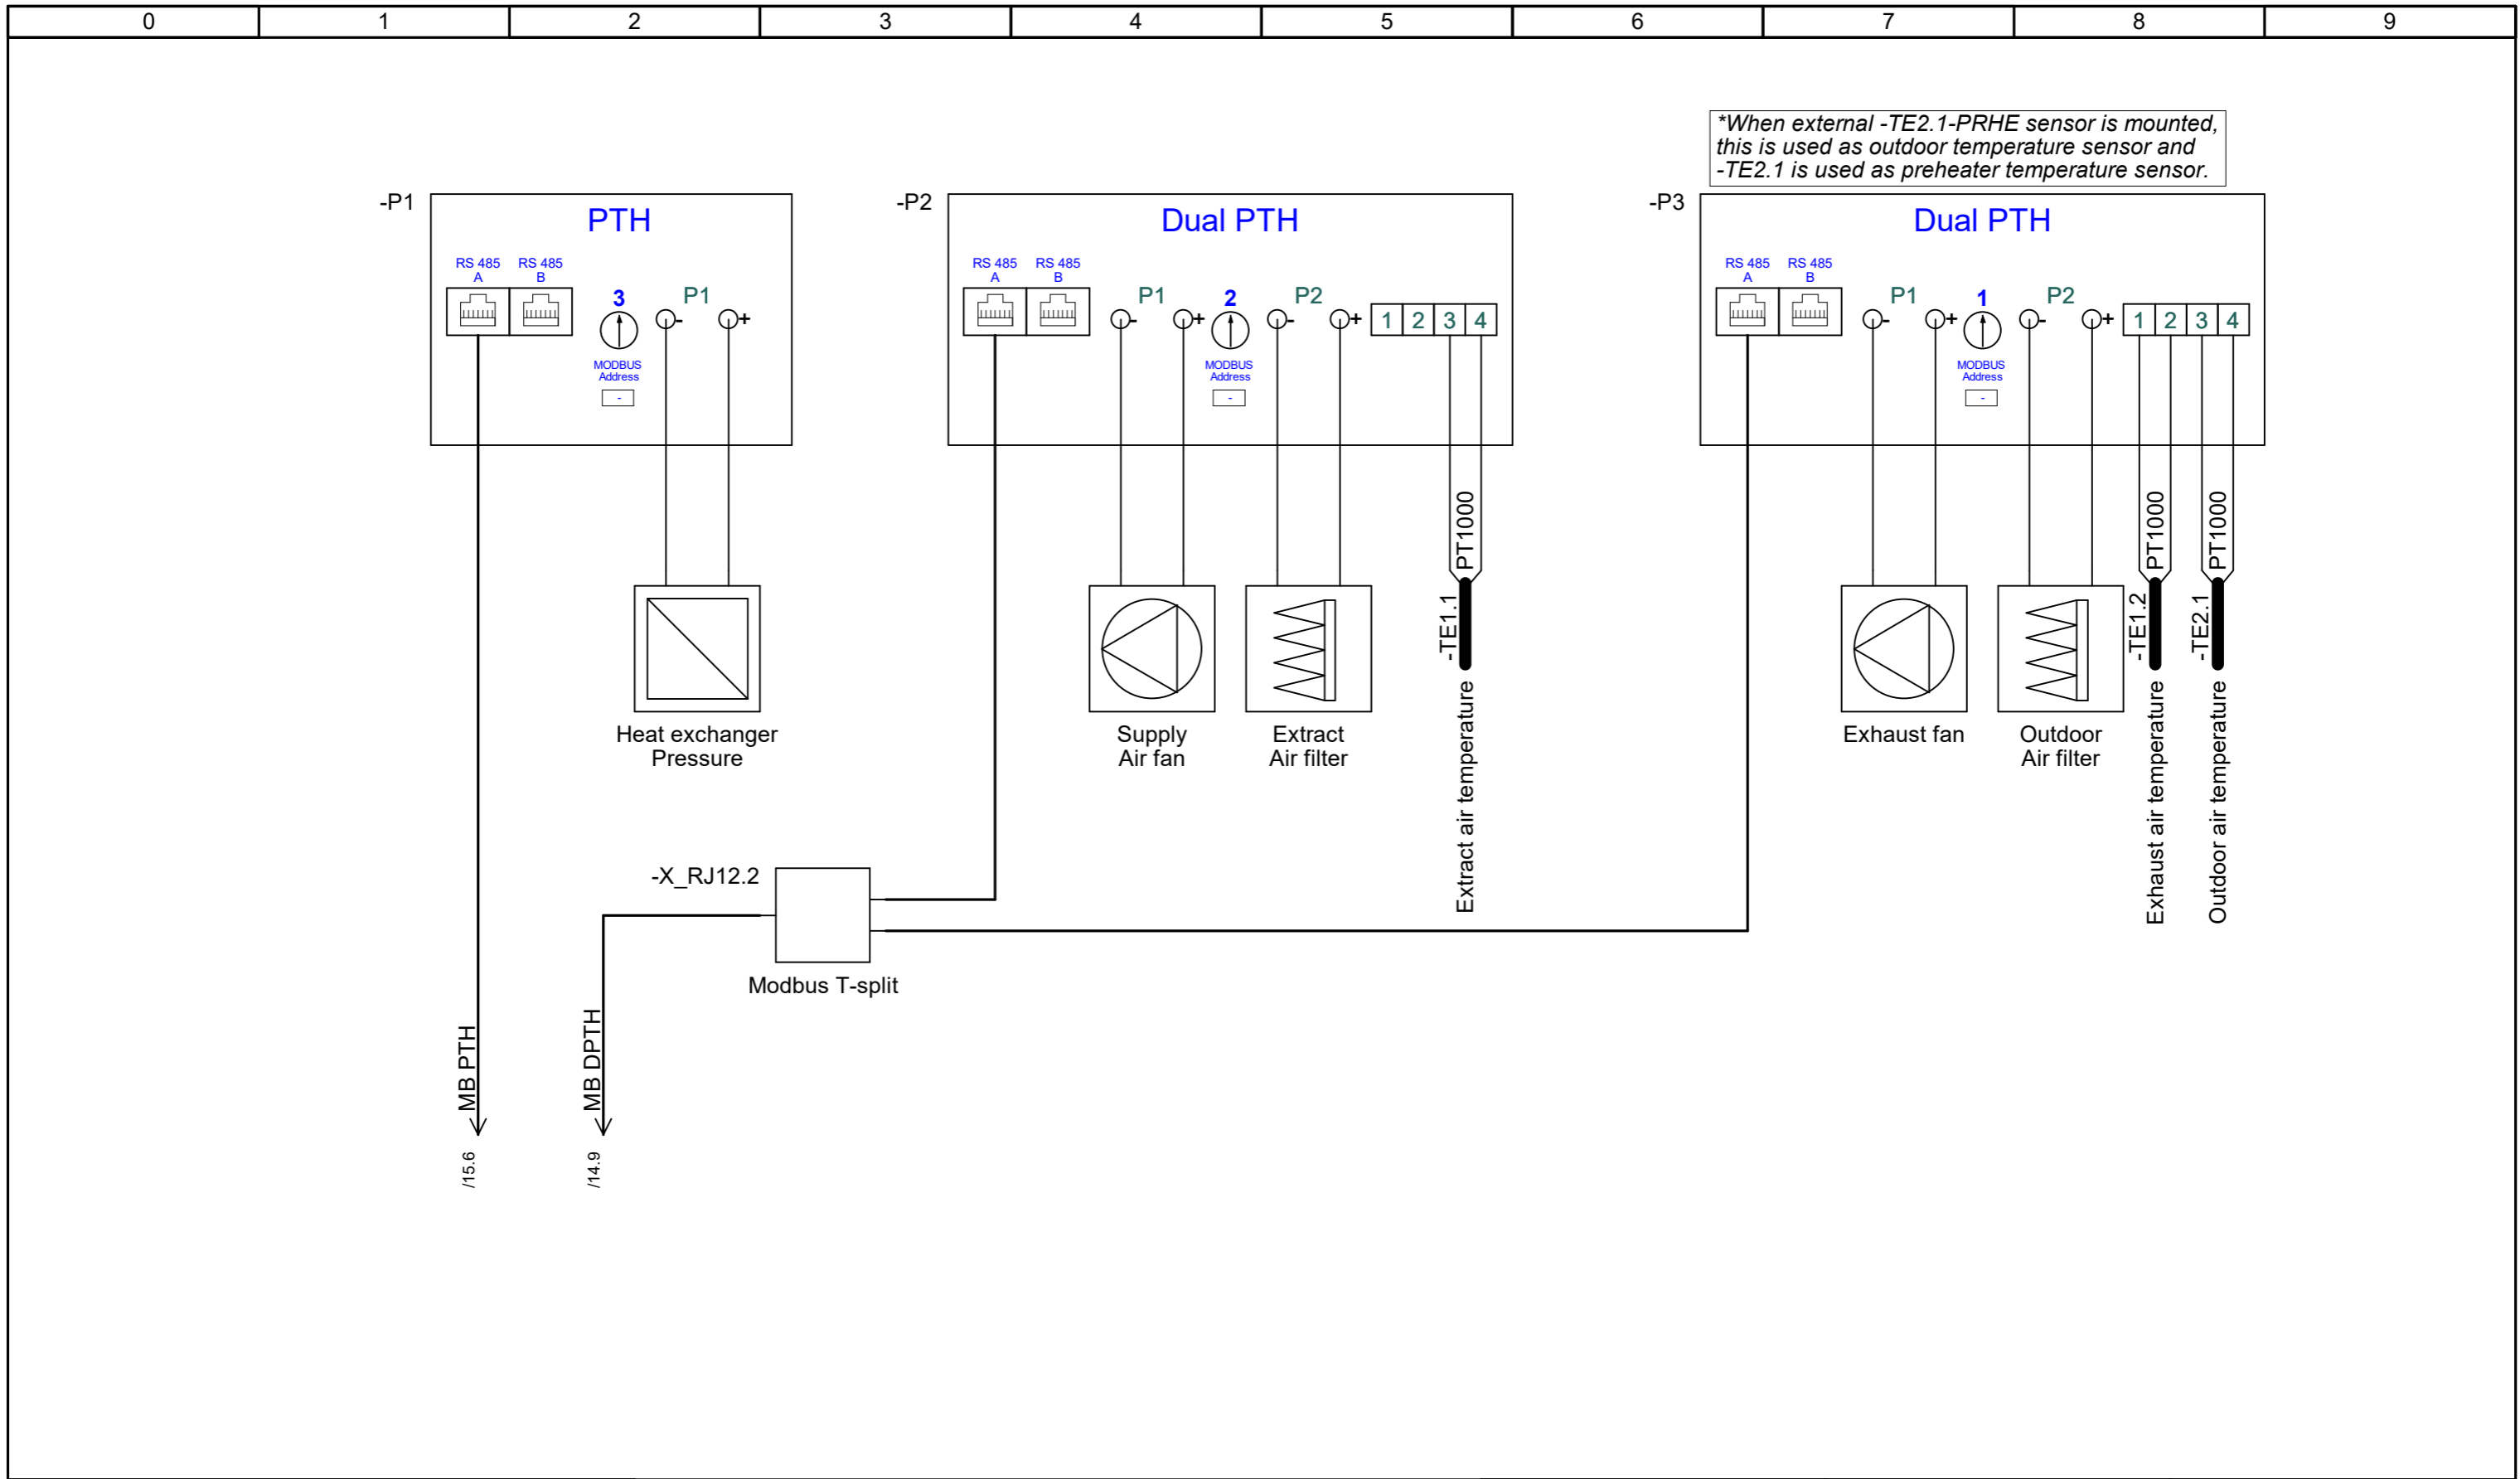 0 1 2 3 4 5 6 7 8 9
*When external -TE2.1-PRHE sensor is mounted,
this is used as outdoor temperature sensor and
-TE2.1 is used as preheater temperature sensor.
-P1
PTH
RS 485
A
RS 485
B
3
P1
- +
MODBUS
Address
-
Heat exchanger
Pressure
-P2
Dual PTH
RS 485
A
RS 485
B
P1
- +
2
MODBUS
Address
-
P2
- +
1 2 3 4
PT1000
-TE1.1
Extract air temperature
Supply
Air fan
Extract
Air filter
-P3
Dual PTH
RS 485
A
RS 485
B
P1
- +
1
MODBUS
Address
-
P2
- +
1 2 3 4
PT1000
PT1000
-TE1.2
-TE2.1
Exhaust air temperature
Outdoor air temperature
Exhaust fan
Outdoor
Air filter
-X_RJ12.2
Modbus T-split
MB PTH
/15.6
MB DPTH
/14.9